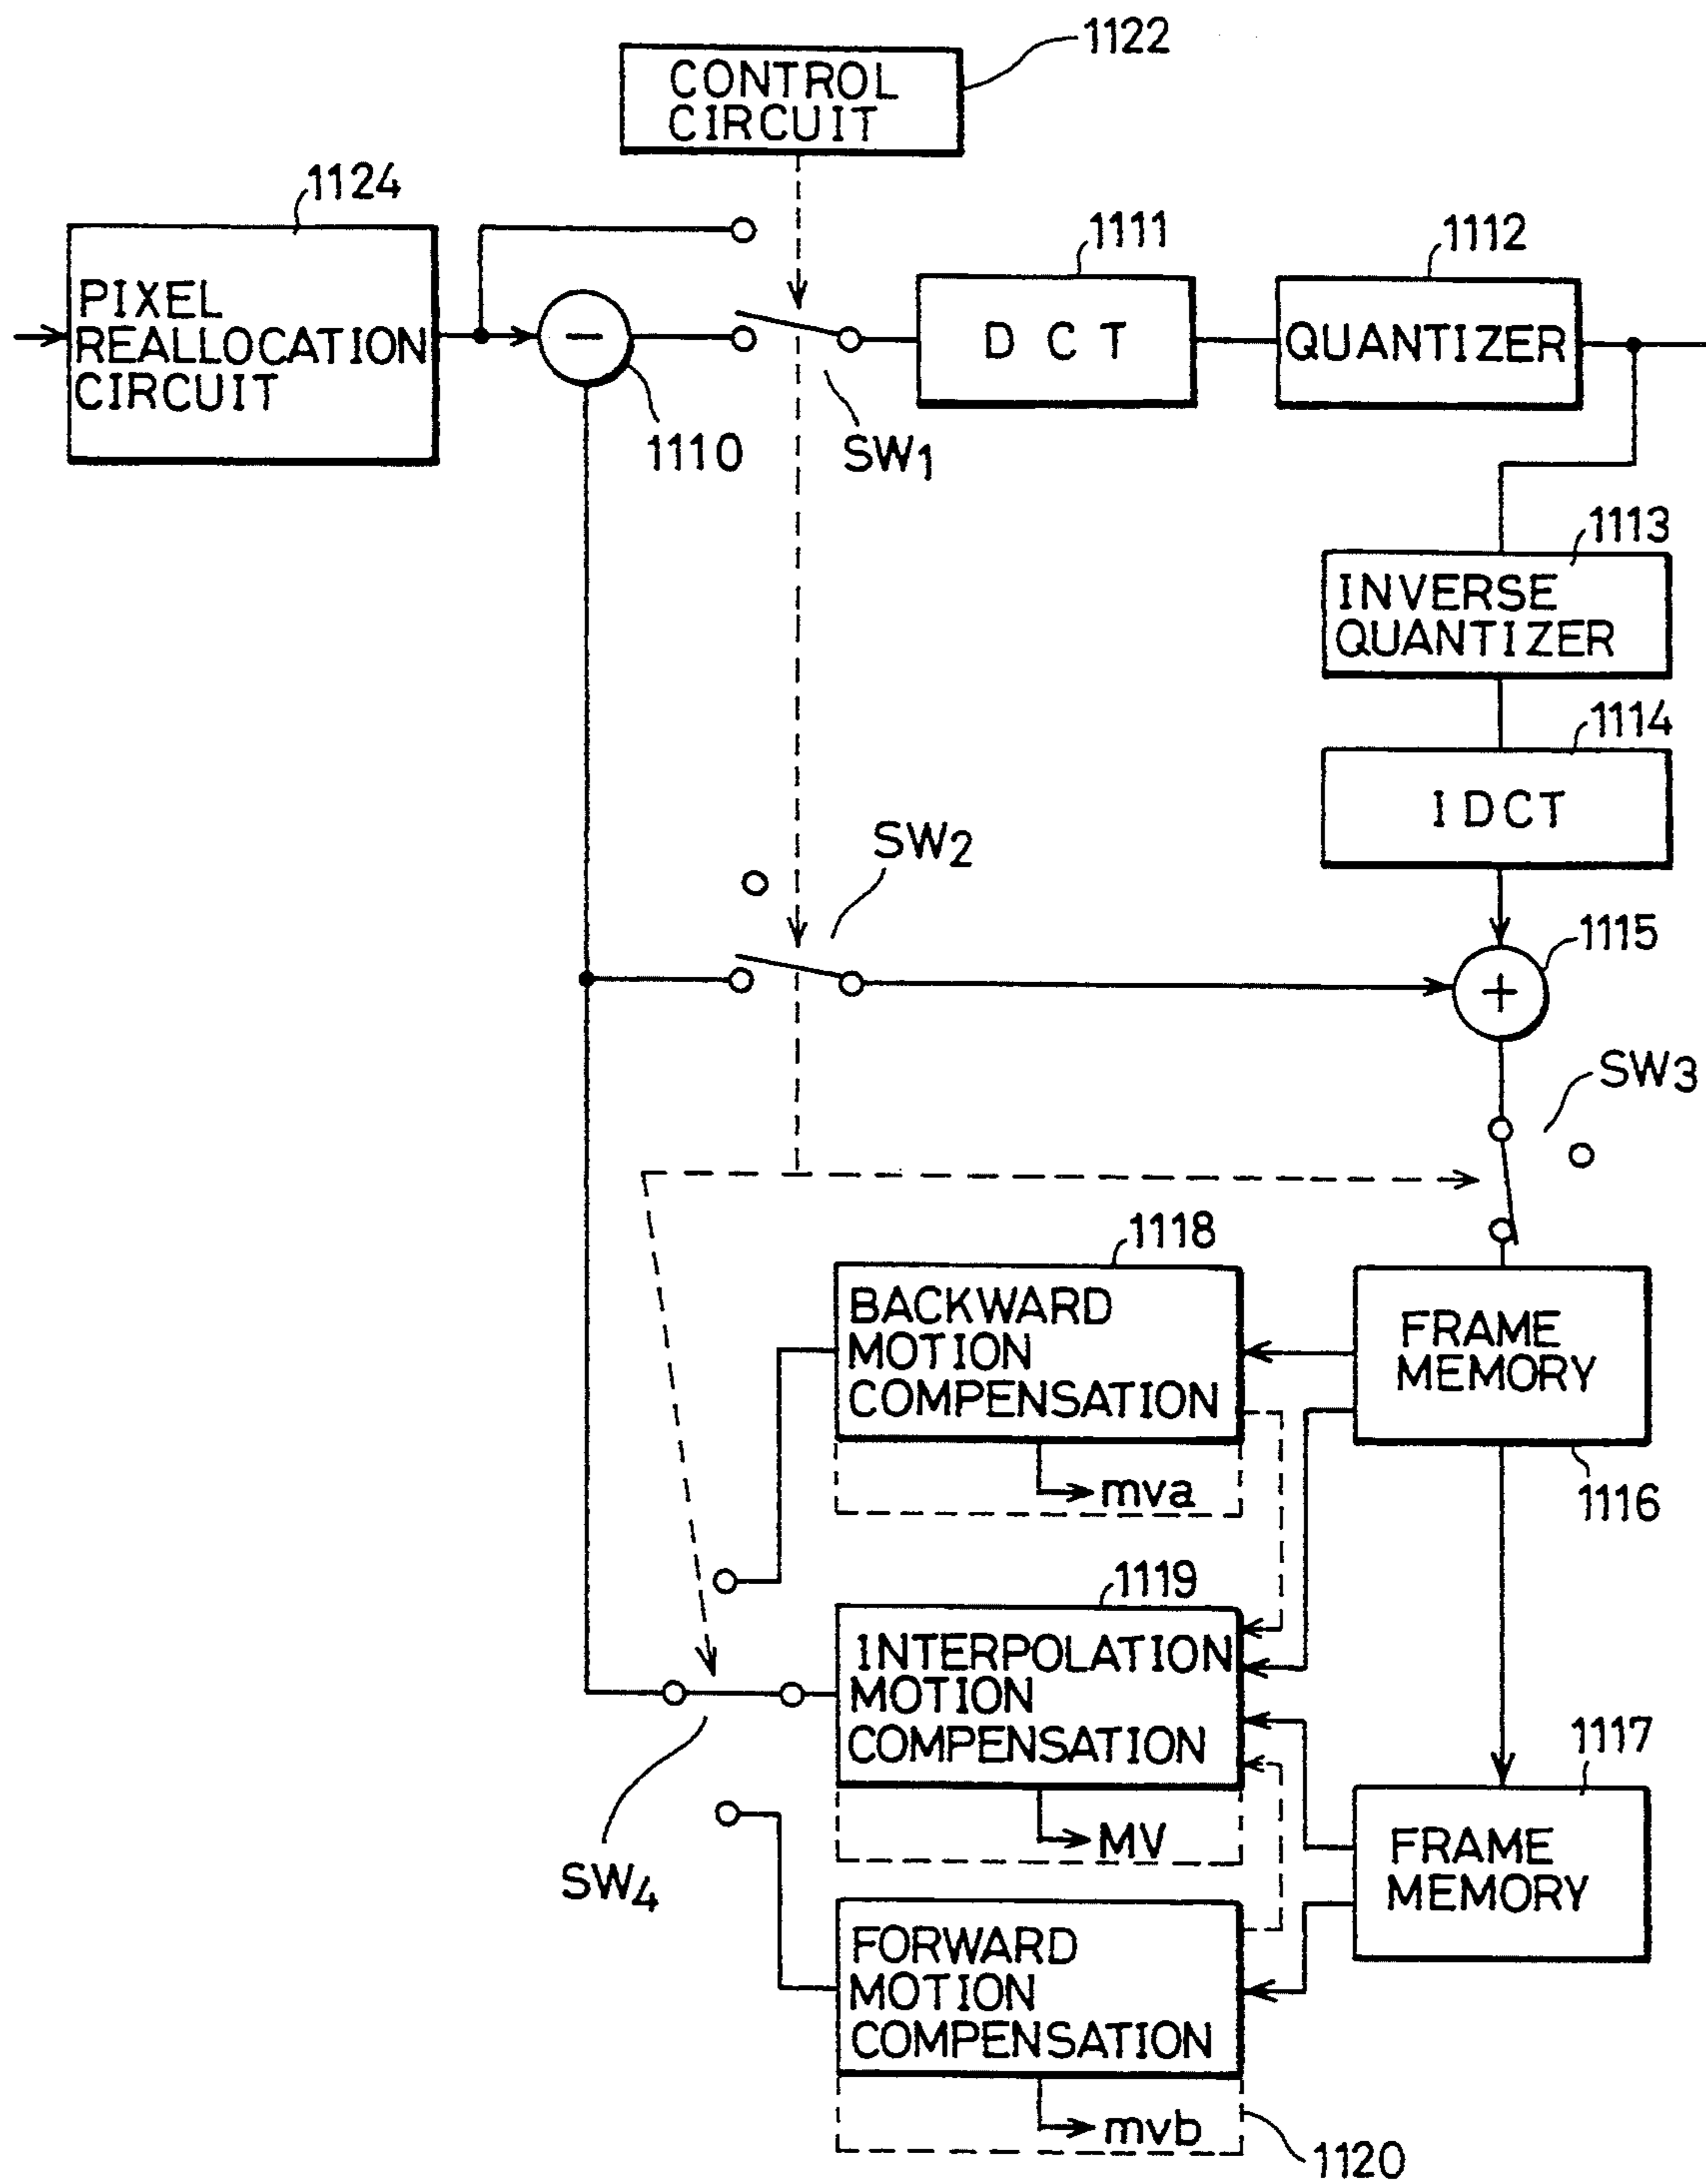 1122
CONTROL
CIRCUIT
1124
PIXEL
REALLOCATION
CIRCUIT
−
1110
SW1
1111
DCT
1112
QUANTIZER
1113
INVERSE
QUANTIZER
1114
IDCT
SW2
1115
+
SW3
1118
BACKWARD
MOTION
COMPENSATION
mva
FRAME
MEMORY
1116
1119
INTERPOLATION
MOTION
COMPENSATION
MV
SW4
1117
FRAME
MEMORY
FORWARD
MOTION
COMPENSATION
mvb
1120